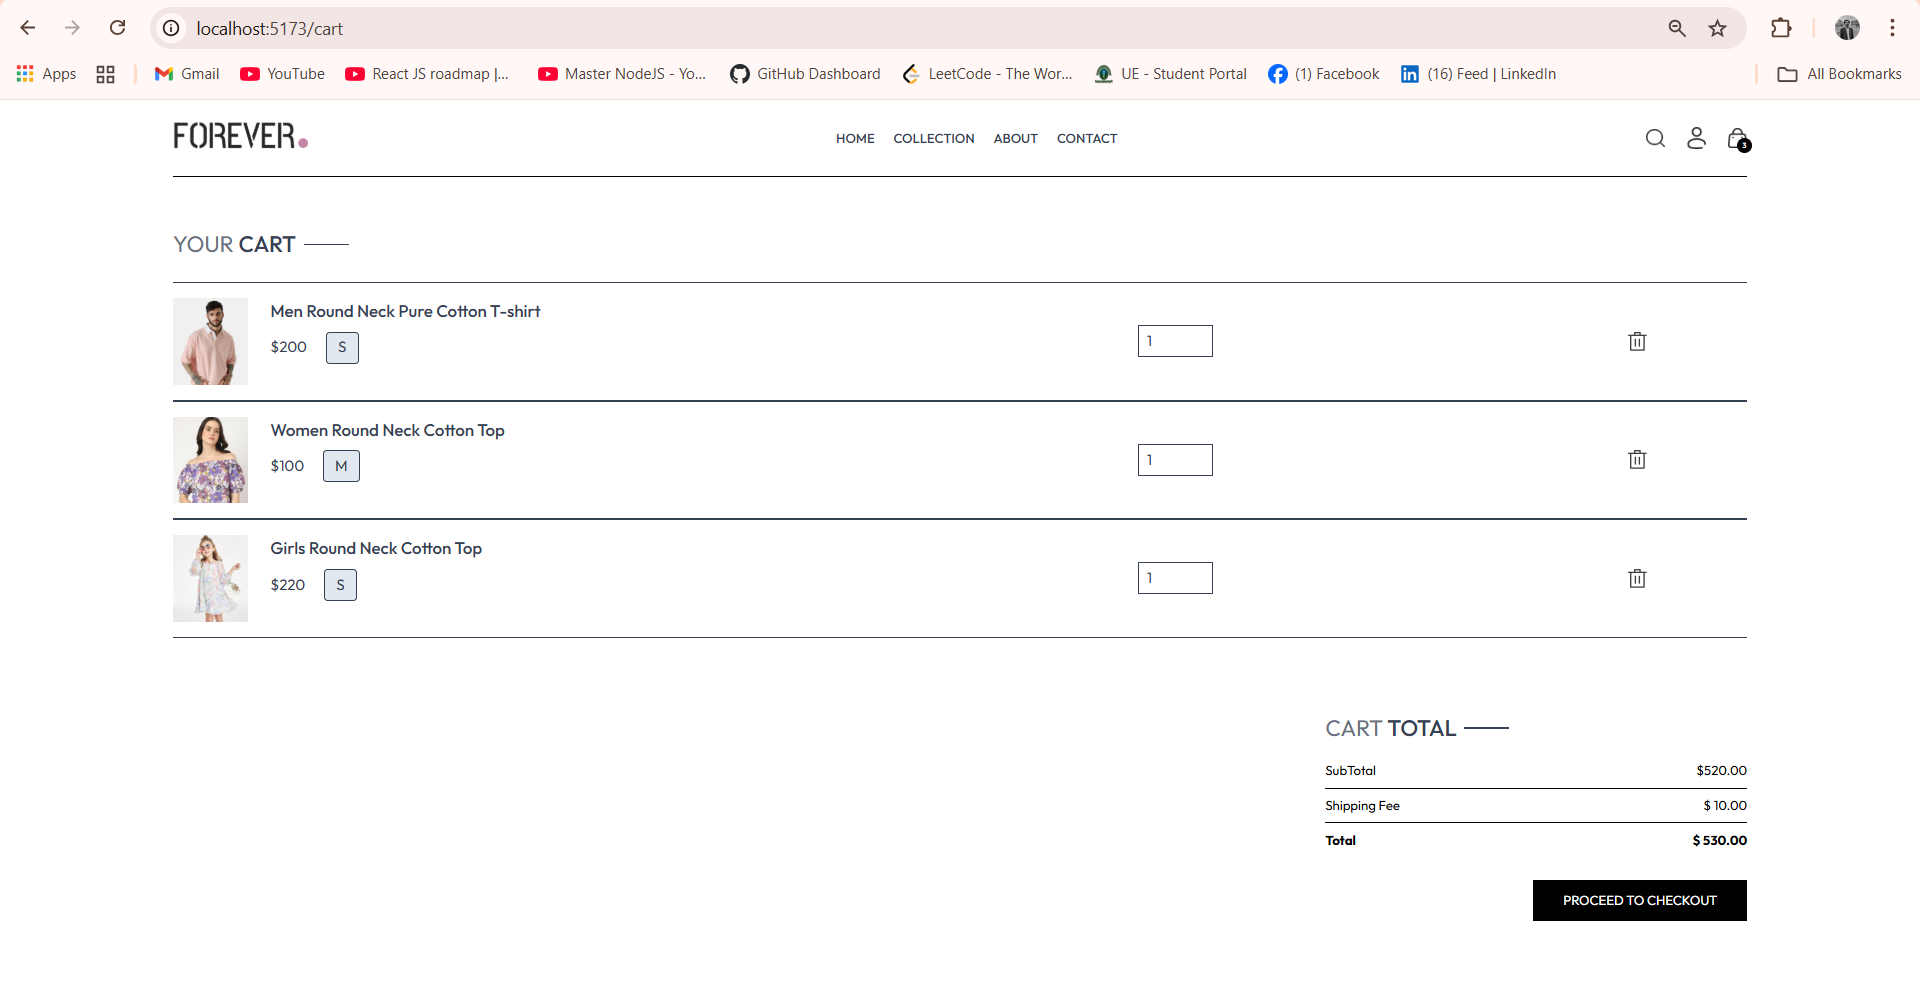 localhost:5173/cart
Apps Gmail YouTube React JS roadmap |... Master NodeJS - Yo... GitHub Dashboard LeetCode - The Wor... UE - Student Portal (1) Facebook (16) Feed | LinkedIn All Bookmarks
FOREVER. HOME COLLECTION ABOUT CONTACT 3
YOUR CART
Men Round Neck Pure Cotton T-shirt
$200 S 1
Women Round Neck Cotton Top
$100 M 1
Girls Round Neck Cotton Top
$220 S 1
CART TOTAL
SubTotal $520.00
Shipping Fee $ 10.00
Total $ 530.00
PROCEED TO CHECKOUT